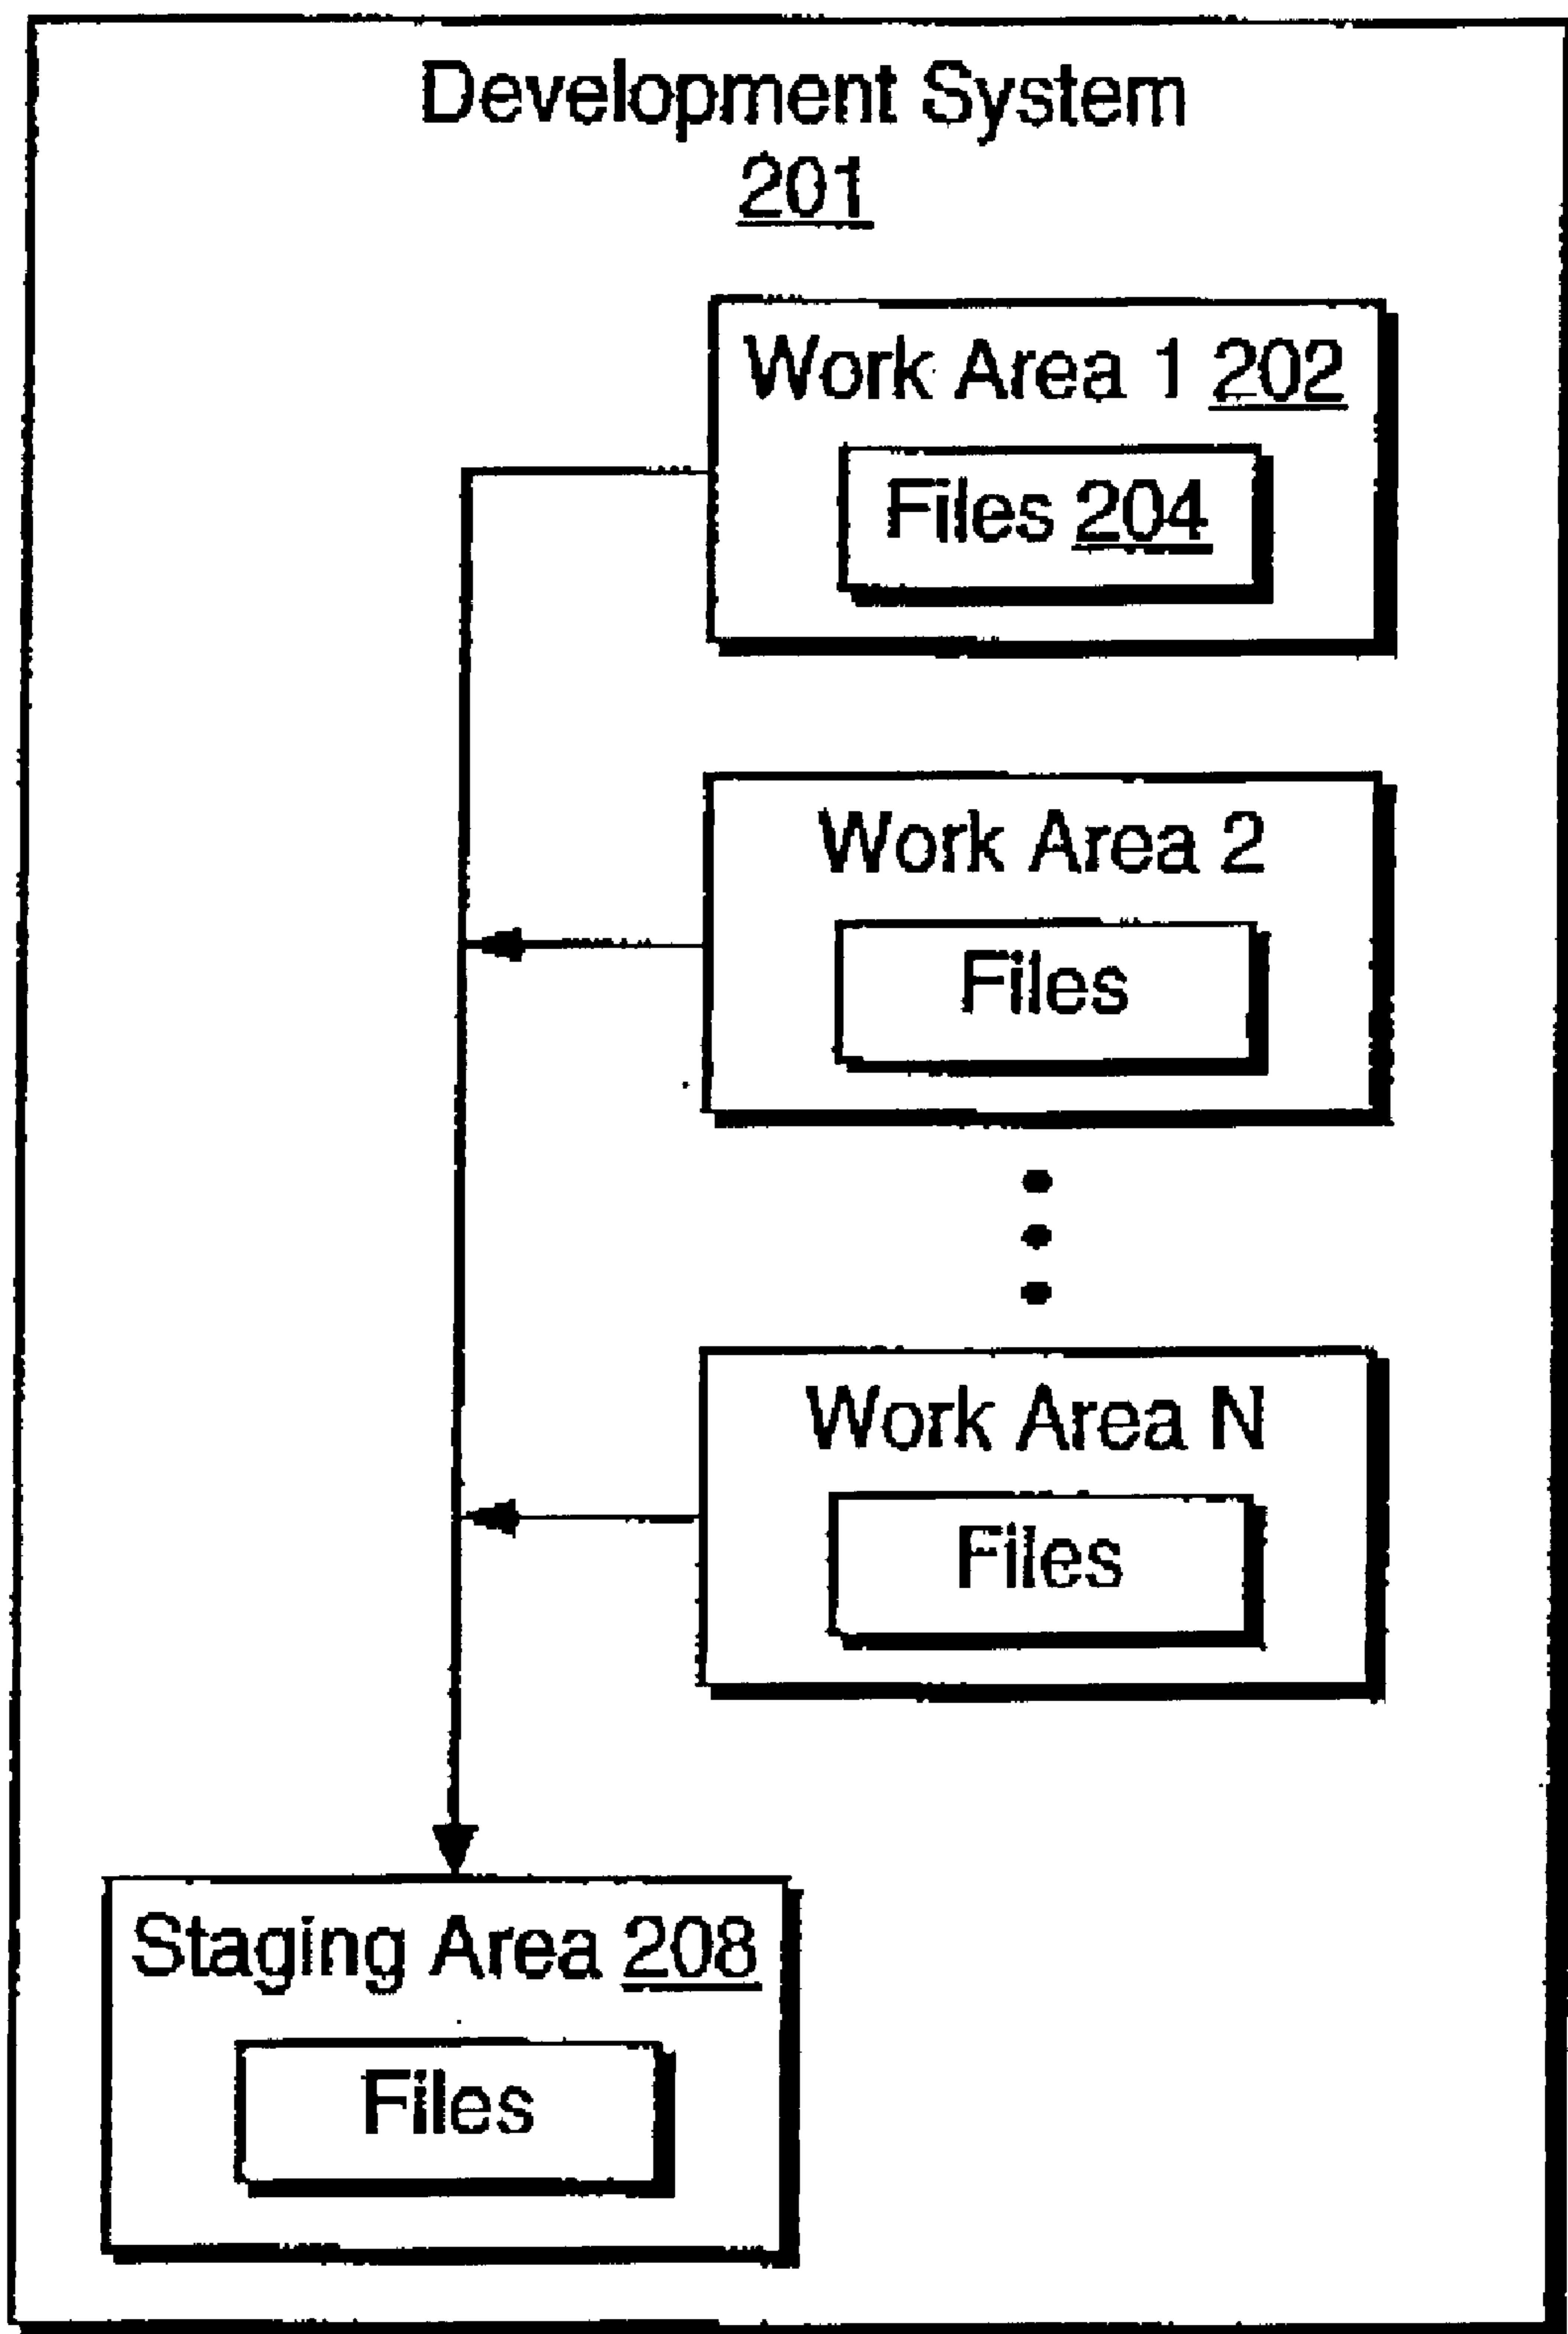 Development System
201
Work Area 1 202
Files 204
Work Area 2
Files
Work Area N
Files
Staging Area 208
Files